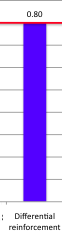 0.80
; Differential
reinforcement